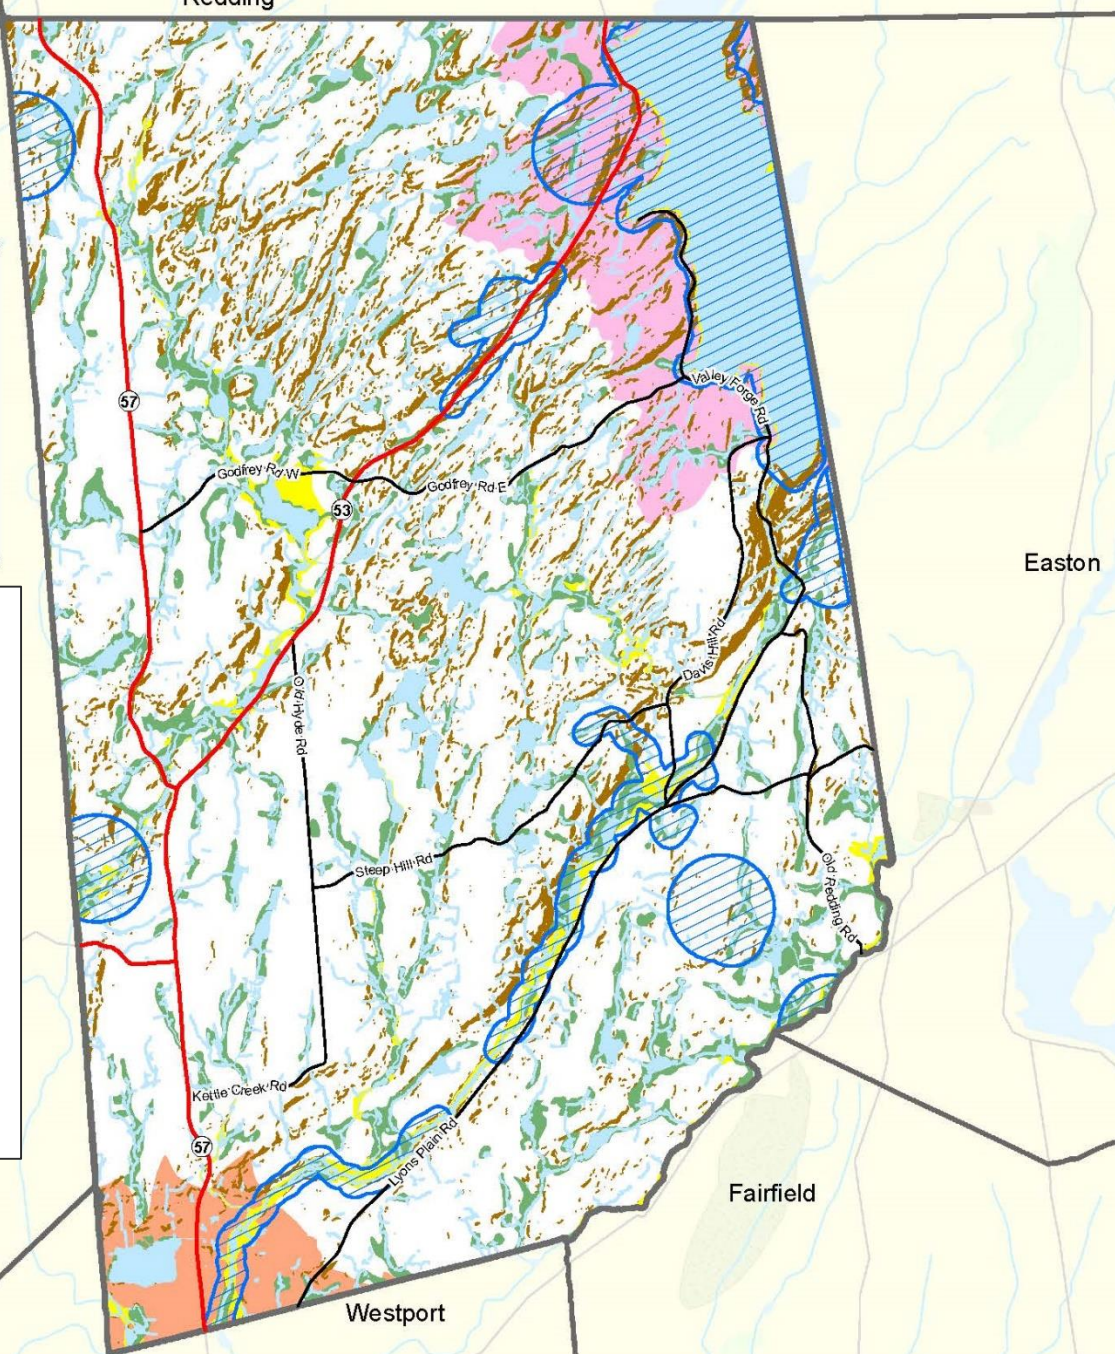 Redding
57
Valley Forge Rd
Godfrey Rd W
Godfrey Rd E
53
Easton
Davis Hill Rd
Old Hyde Rd
Steep Hill Rd
Old Redding Rd
Kettle Creek Rd
57
Lyons Plain Rd
Fairfield
Westport